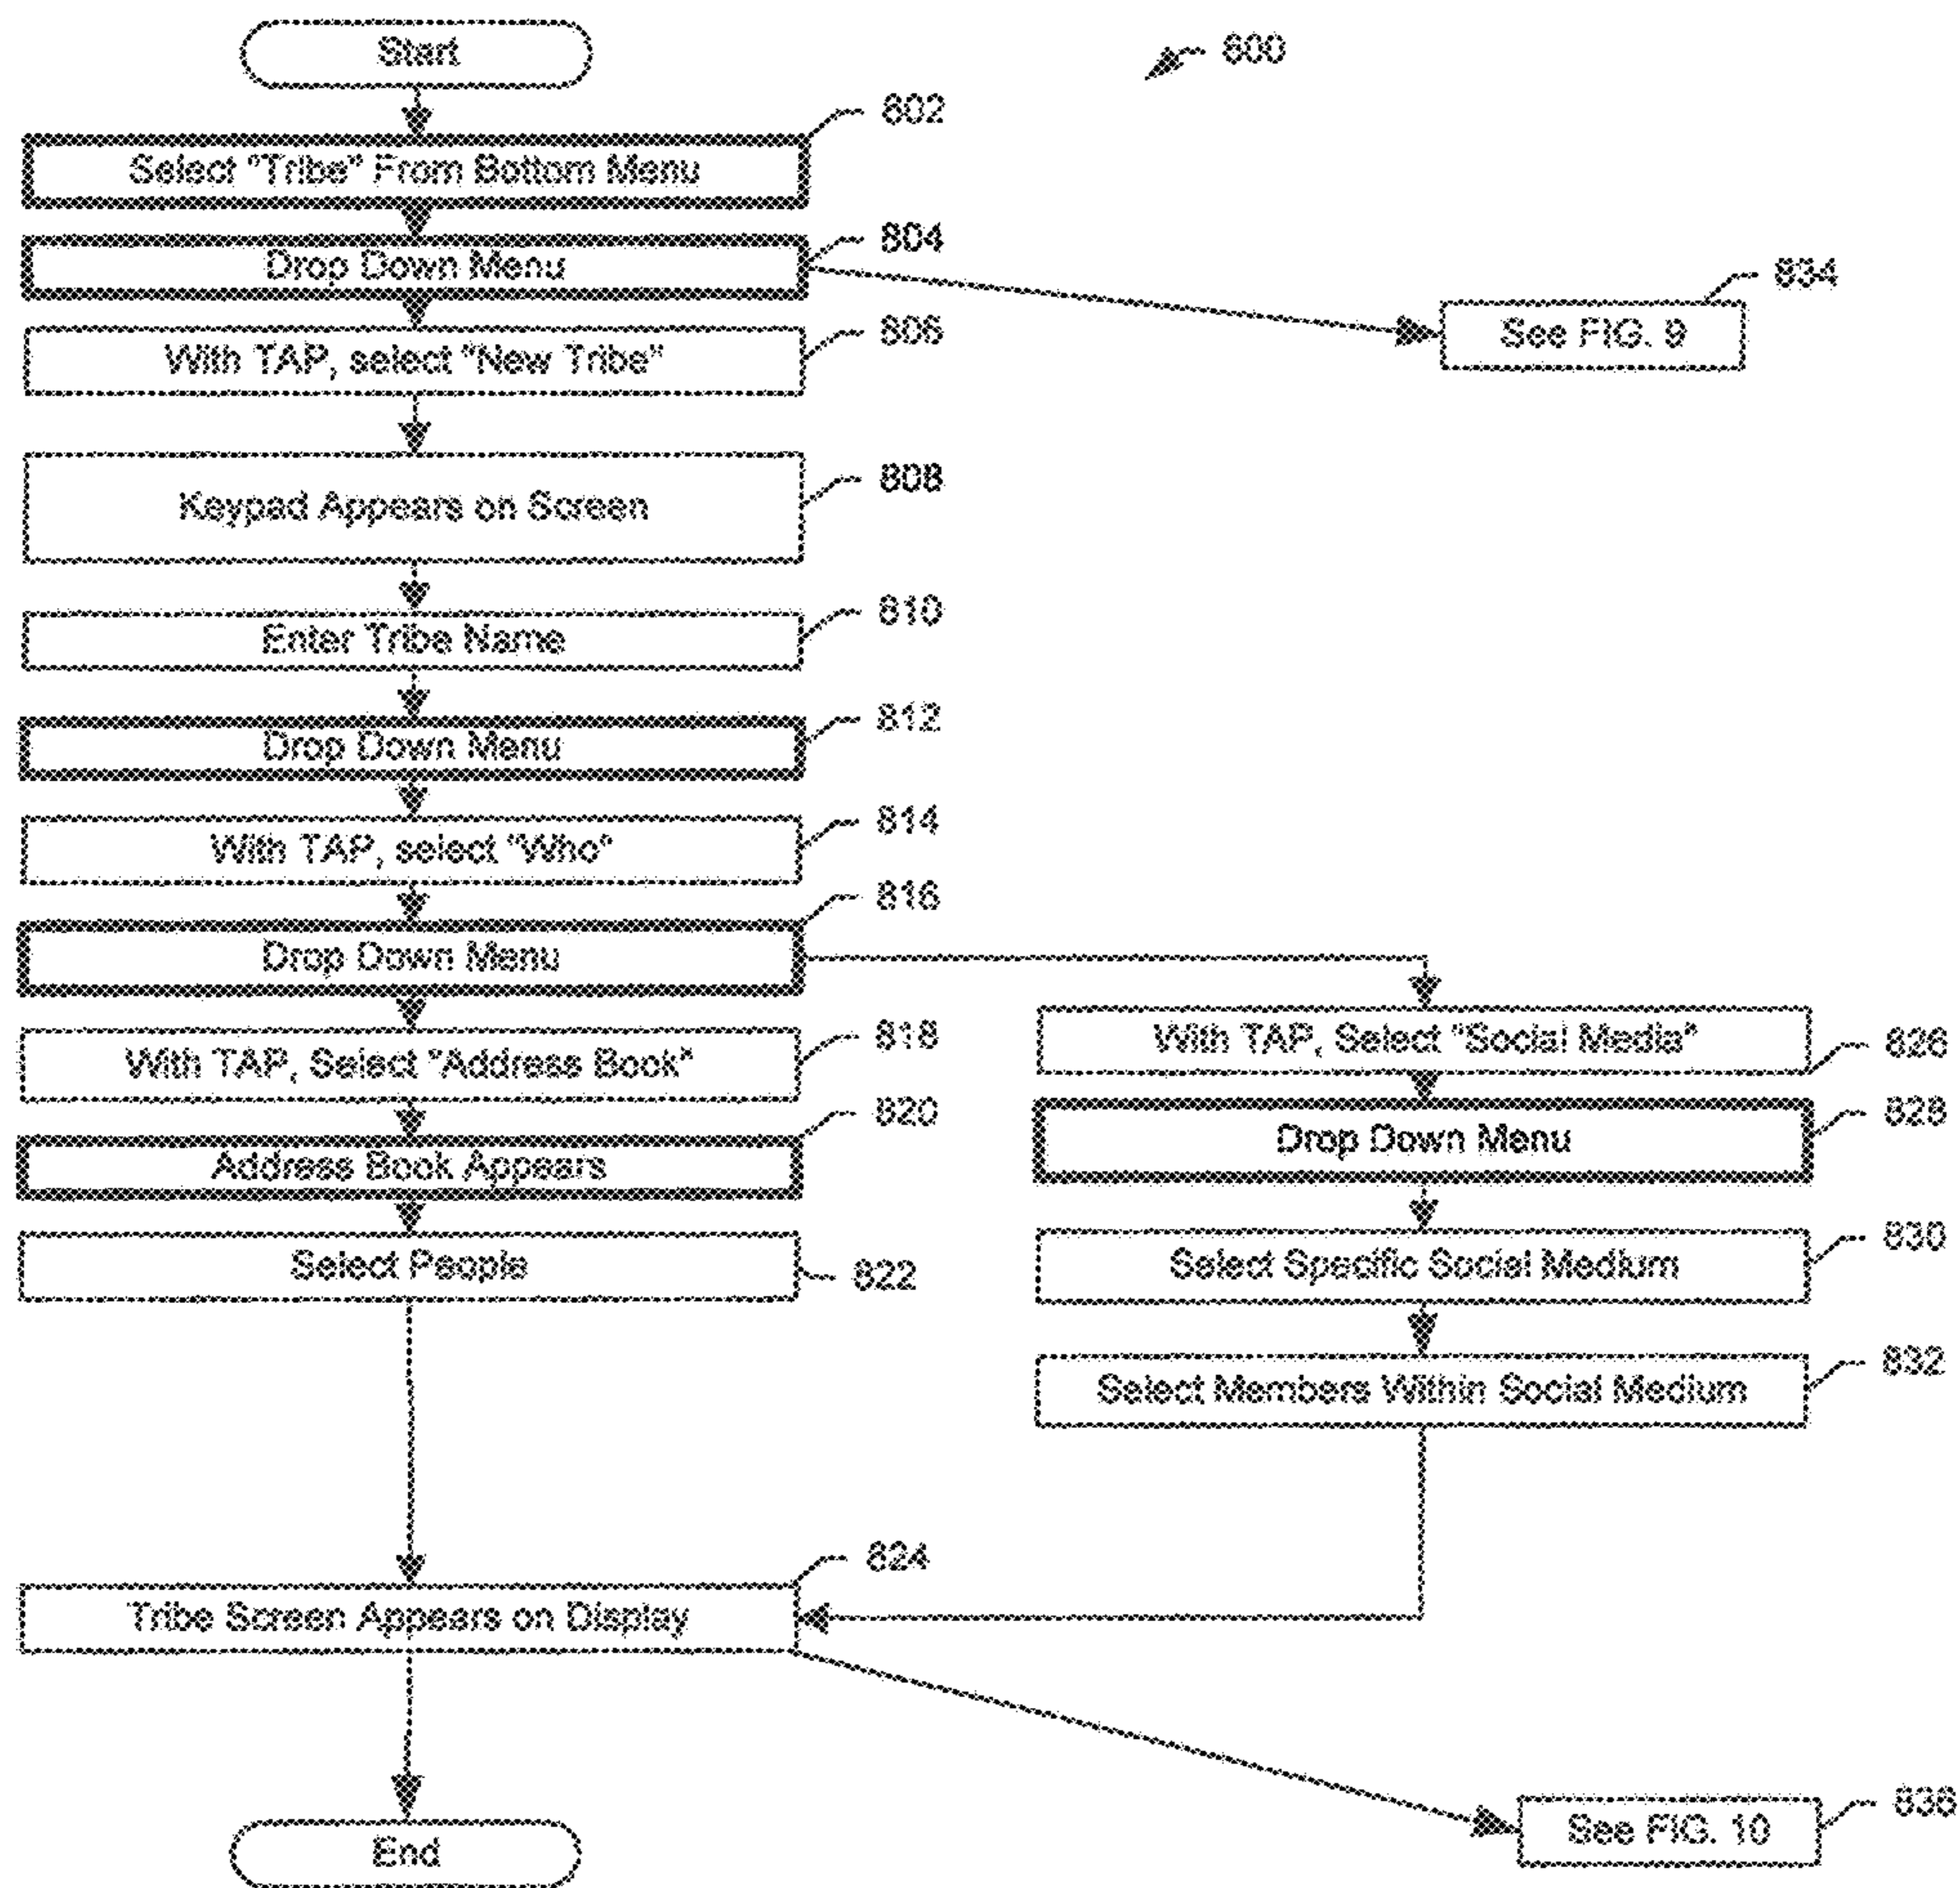 Start
800
802
Select "Tribe" From Bottom Menu
804
Drop Down Menu
834
See FIG. 9
806
With TAP, select "New Tribe"
808
Keypad Appears on Screen
810
Enter Tribe Name
812
Drop Down Menu
814
With TAP, select "Who"
816
Drop Down Menu
818
With TAP, Select "Address Book"
820
Address Book Appears
Select People
822
With TAP, Select "Social Media"
826
Drop Down Menu
828
830
Select Specific Social Medium
832
Select Members Within Social Medium
824
Tribe Screen Appears on Display
836
See FIG. 10
End